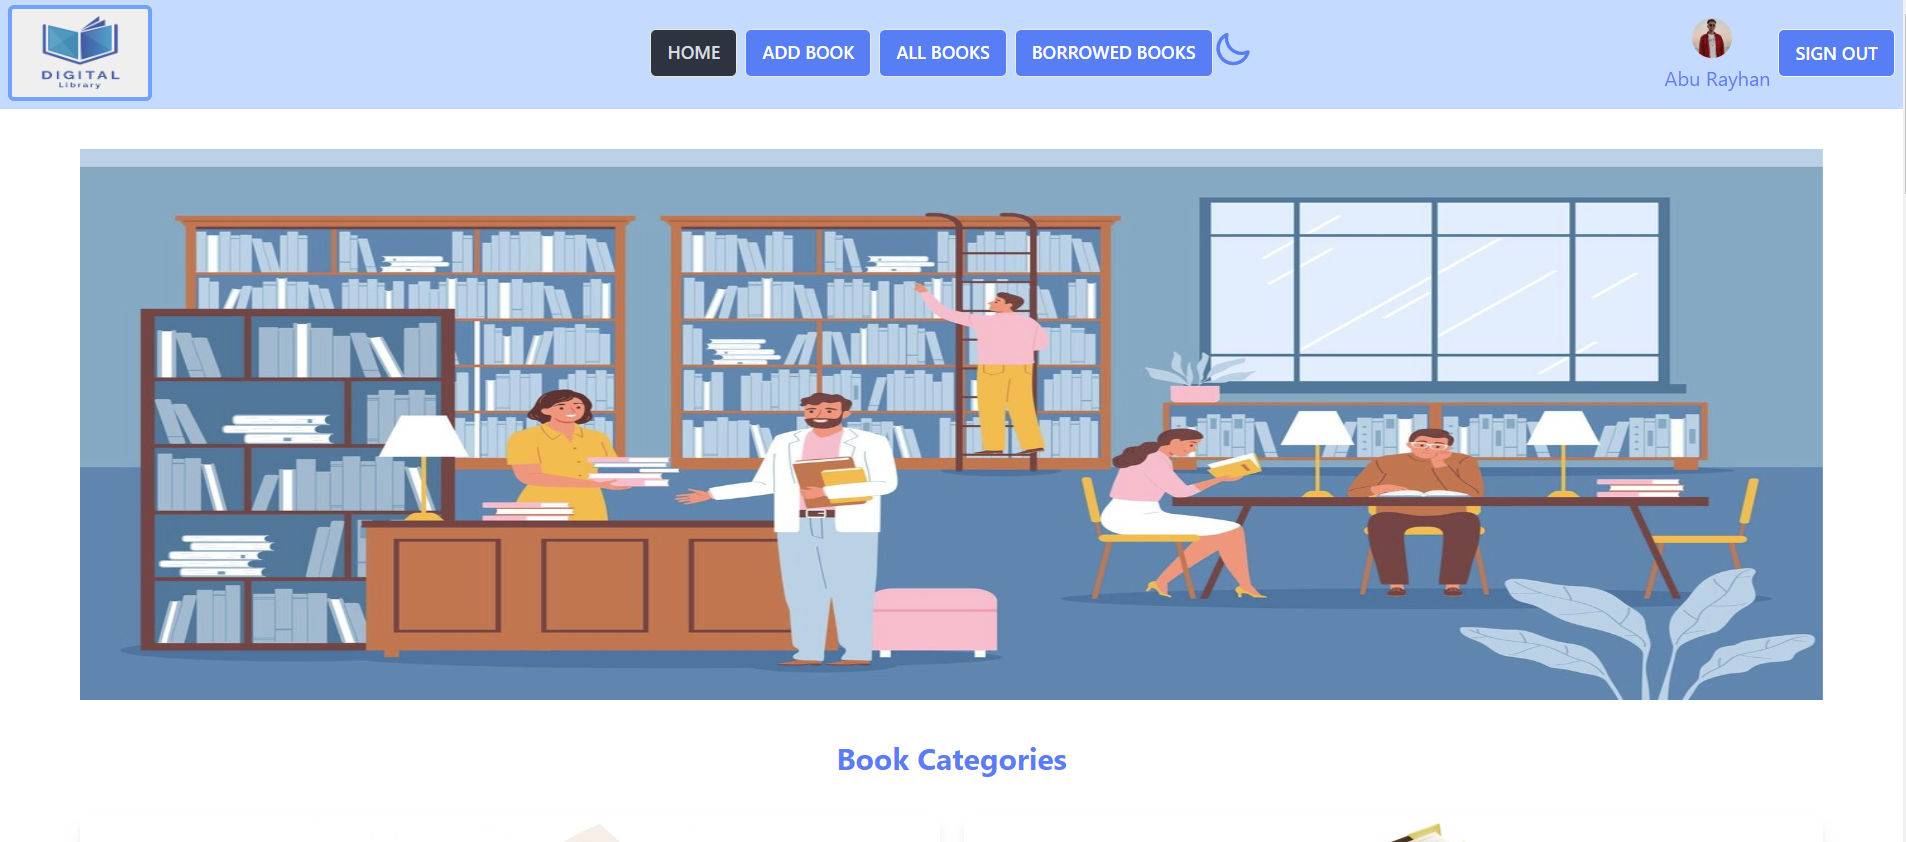 DIGITAL
Library
HOME
ADD BOOK
ALL BOOKS
BORROWED BOOKS
Abu Rayhan
SIGN OUT
Book Categories